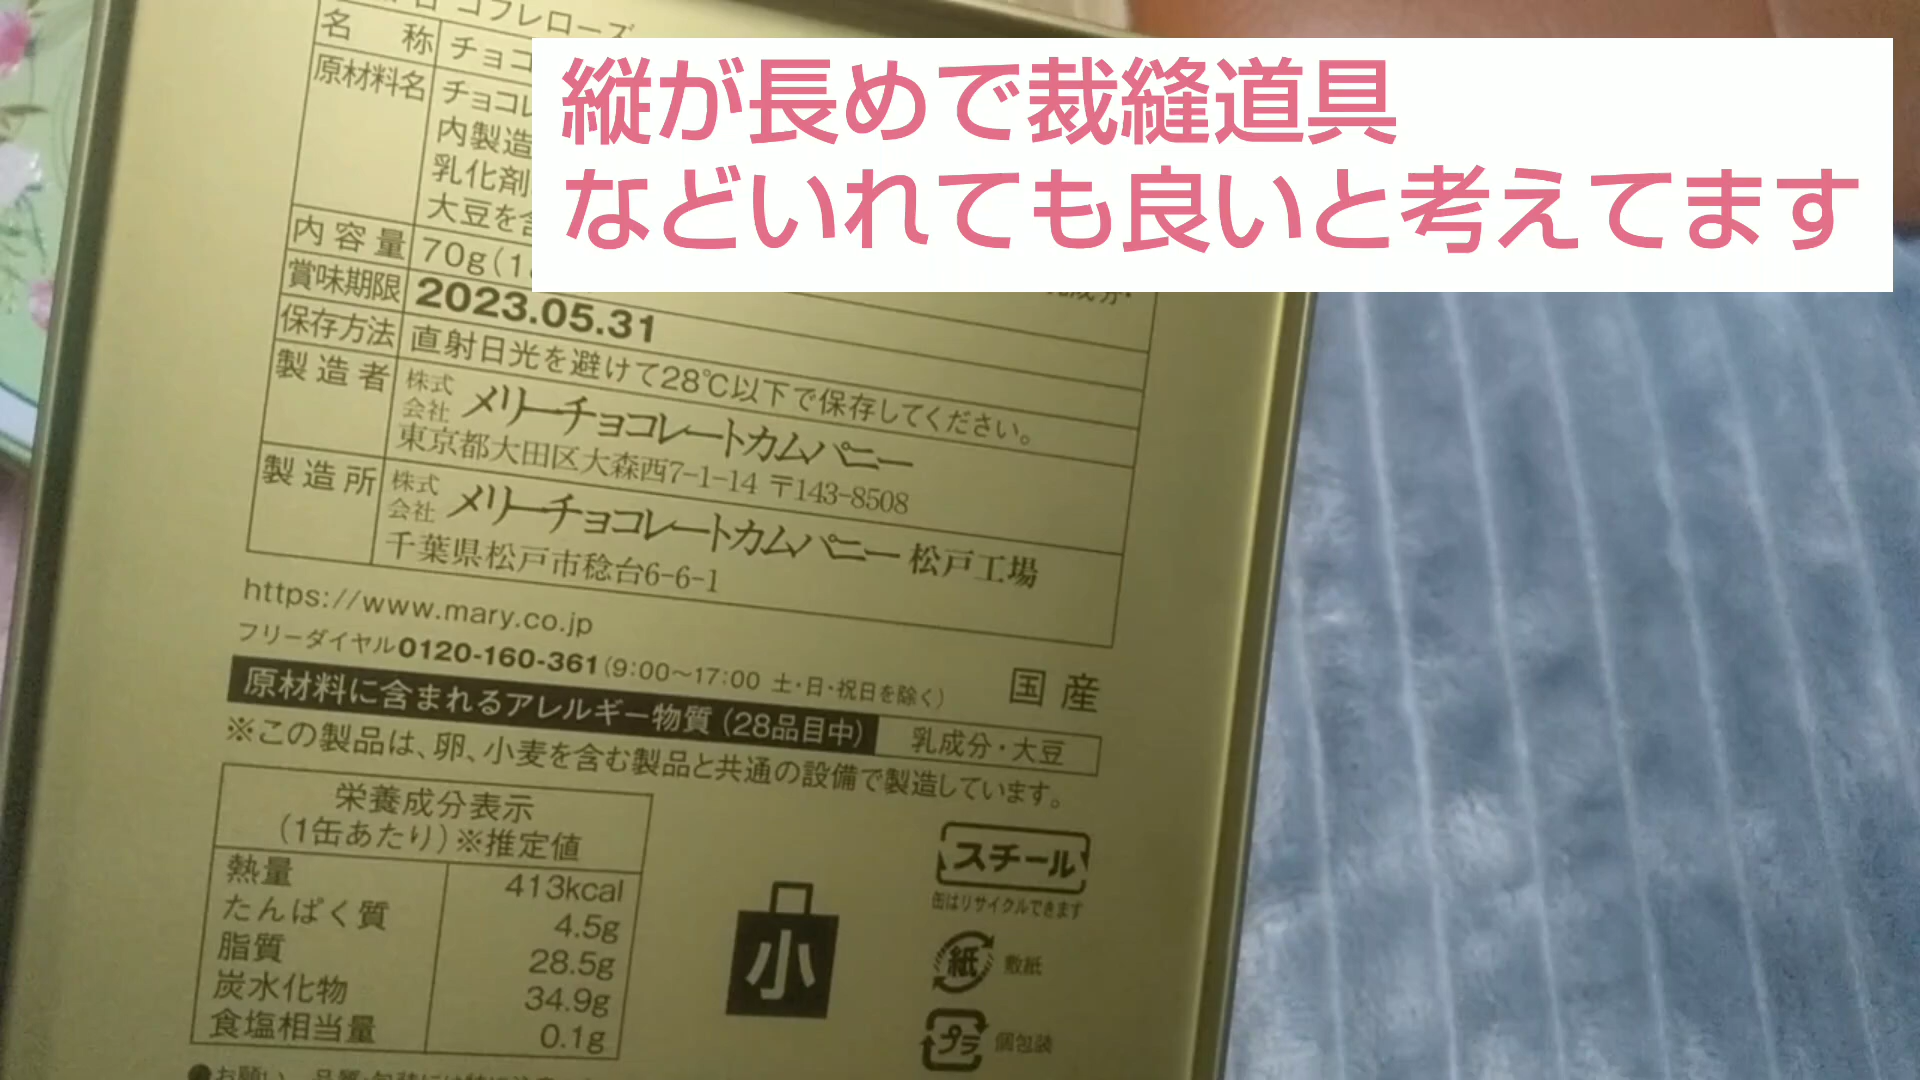 コフレローズ
縦が長めで裁縫道具
などいれても良いと考えてます
名称 チョコ
原材料名 チョコレ
内製造
乳化剤
大豆を含
内容量 70g(1
賞味期限 2023.05.31
保存方法 直射日光を避けて28℃以下で保存してください。
製造者 株式会社 メリーチョコレートカムパニー
東京都大田区大森西7-1-14 〒143-8508
製造所 株式会社 メリーチョコレートカムパニー 松戸工場
千葉県松戸市稔台6-6-1
https://www.mary.co.jp
フリーダイヤル0120-160-361(9:00〜17:00 土・日・祝日を除く)
国産
原材料に含まれるアレルギー物質(28品目中) 乳成分・大豆
※この製品は、卵、小麦を含む製品と共通の設備で製造しています。
栄養成分表示
(1缶あたり)※推定値
熱量 413kcal
たんぱく質 4.5g
脂質 28.5g
炭水化物 34.9g
食塩相当量 0.1g
小
スチール
缶はリサイクルできます
紙 敷紙
プラ 個包装
●お願い